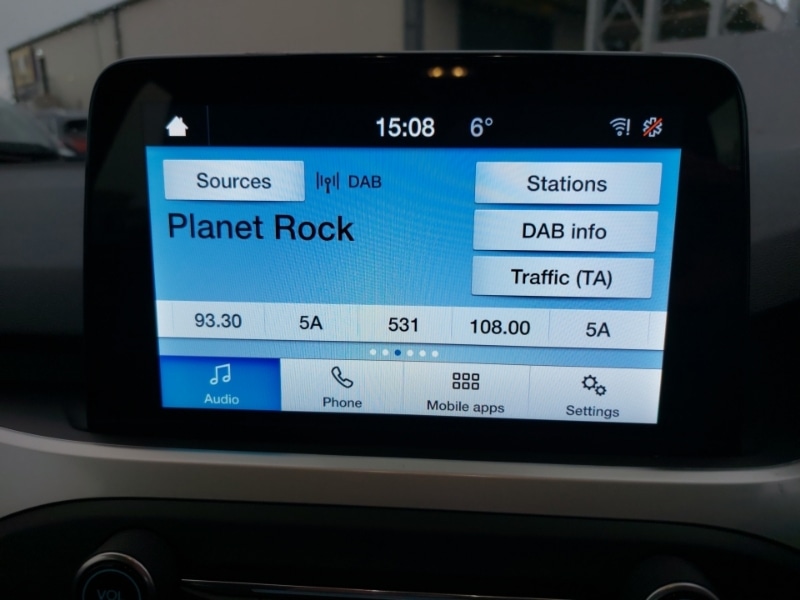 15:08 6°
Sources DAB Stations
Planet Rock DAB info
Traffic (TA)
93.30 5A 531 108.00 5A
Audio Phone Mobile apps Settings
VOL